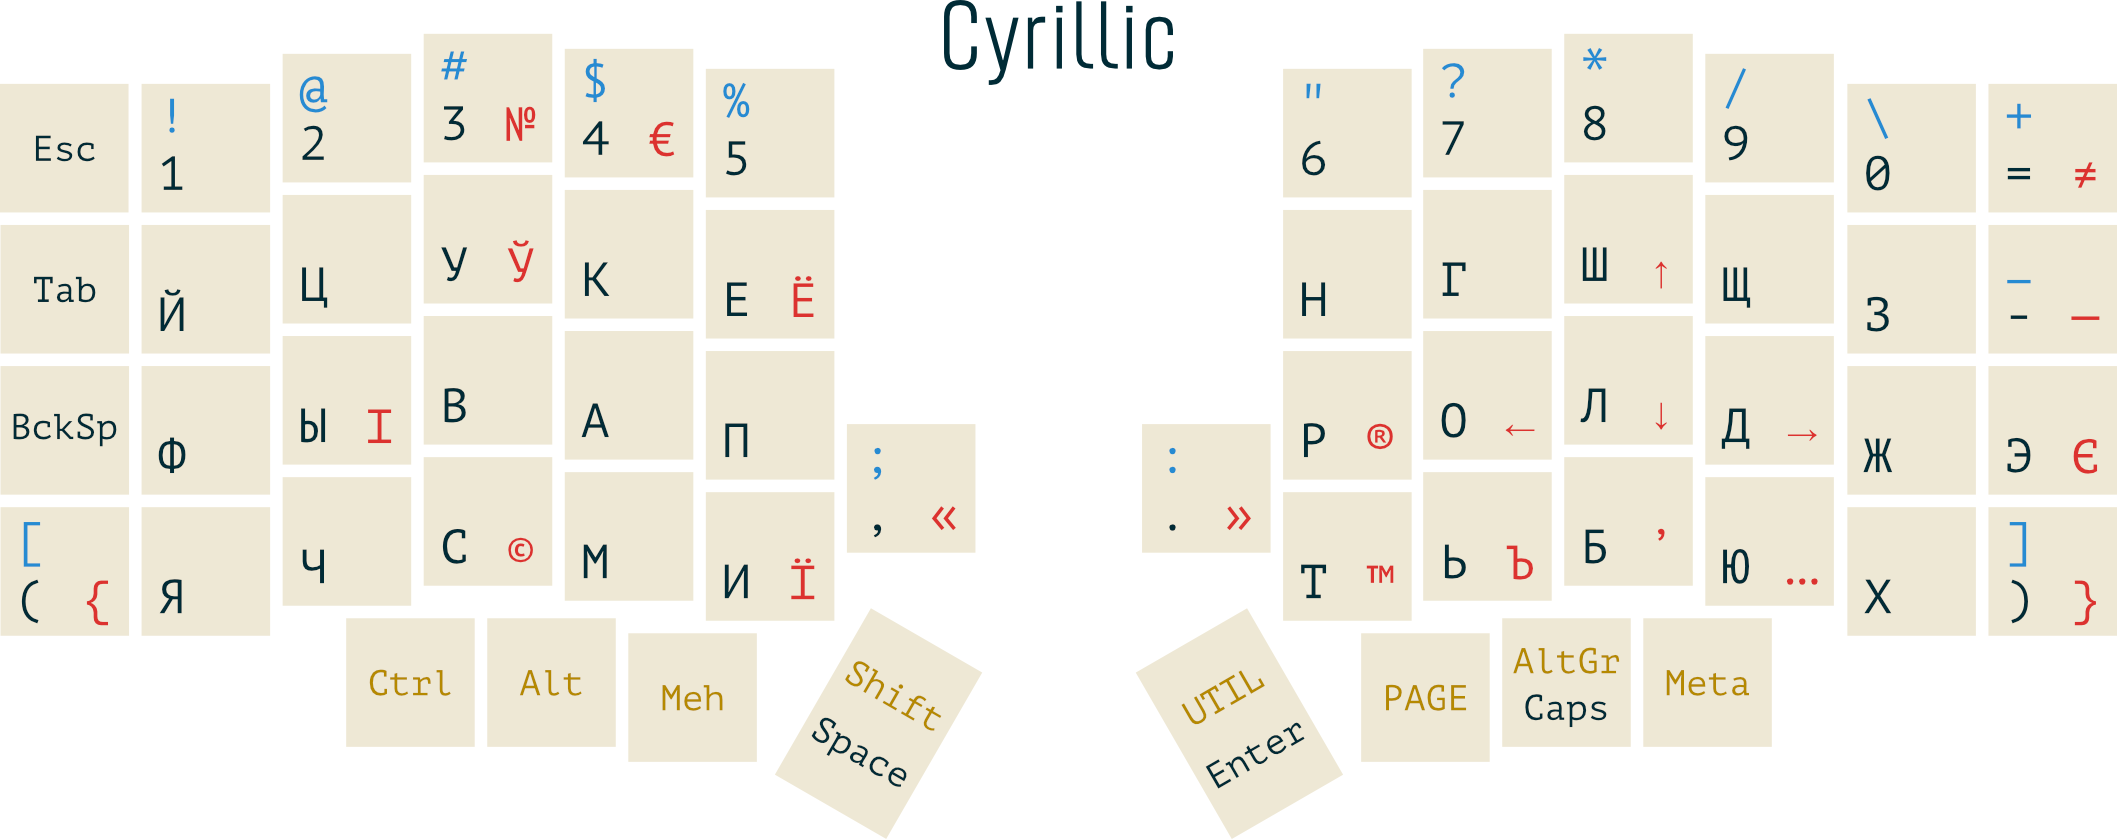 Cyrillic
Esc ! 1 @ 2 # 3 № $ 4 € % 5 " 6 ? 7 * 8 / 9 \ 0 + = ≠
Tab Й Ц У Ў К Е Ё Н Г Ш ↑ Щ З – - —
BckSp Ф Ы І В А П ; , « : . » Р ® О ← Л ↓ Д → Ж Э Є
[ ( { Я Ч С © М И Ї Т ™ Ь Ъ Б ’ Ю … Х ] ) }
Ctrl Alt Meh Shift Space UTIL Enter PAGE AltGr Caps Meta